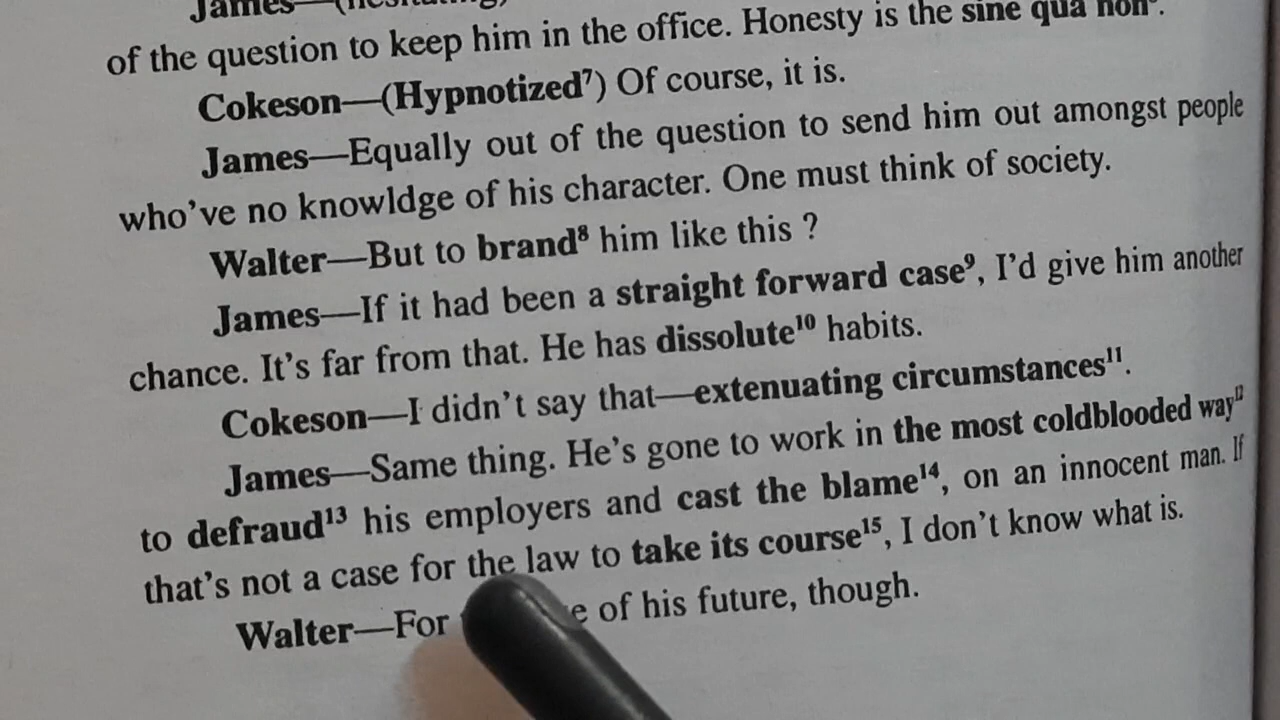 James—(hesitating)
of the question to keep him in the office. Honesty is the sine qua non⁶.
Cokeson—(Hypnotized⁷) Of course, it is.
James—Equally out of the question to send him out amongst people
who've no knowldge of his character. One must think of society.
Walter—But to brand⁸ him like this ?
James—If it had been a straight forward case⁹, I'd give him another
chance. It's far from that. He has dissolute¹⁰ habits.
Cokeson—I didn't say that—extenuating circumstances¹¹.
James—Same thing. He's gone to work in the most coldblooded way¹²
to defraud¹³ his employers and cast the blame¹⁴, on an innocent man. If
that's not a case for the law to take its course¹⁵, I don't know what is.
Walter—For of his future, though.